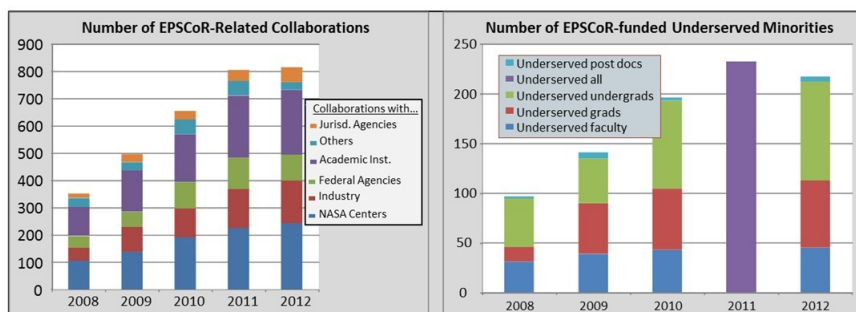 Number of EPSCoR-Related Collaborations
900
800
700
600
500
400
300
200
100
0
2008 2009 2010 2011 2012
Collaborations with...
Jurisd. Agencies
Others
Academic Inst.
Federal Agencies
Industry
NASA Centers
Number of EPSCoR-funded Underserved Minorities
250
200
150
100
50
0
2008 2009 2010 2011 2012
Underserved post docs
Underserved all
Underserved undergrads
Underserved grads
Underserved faculty